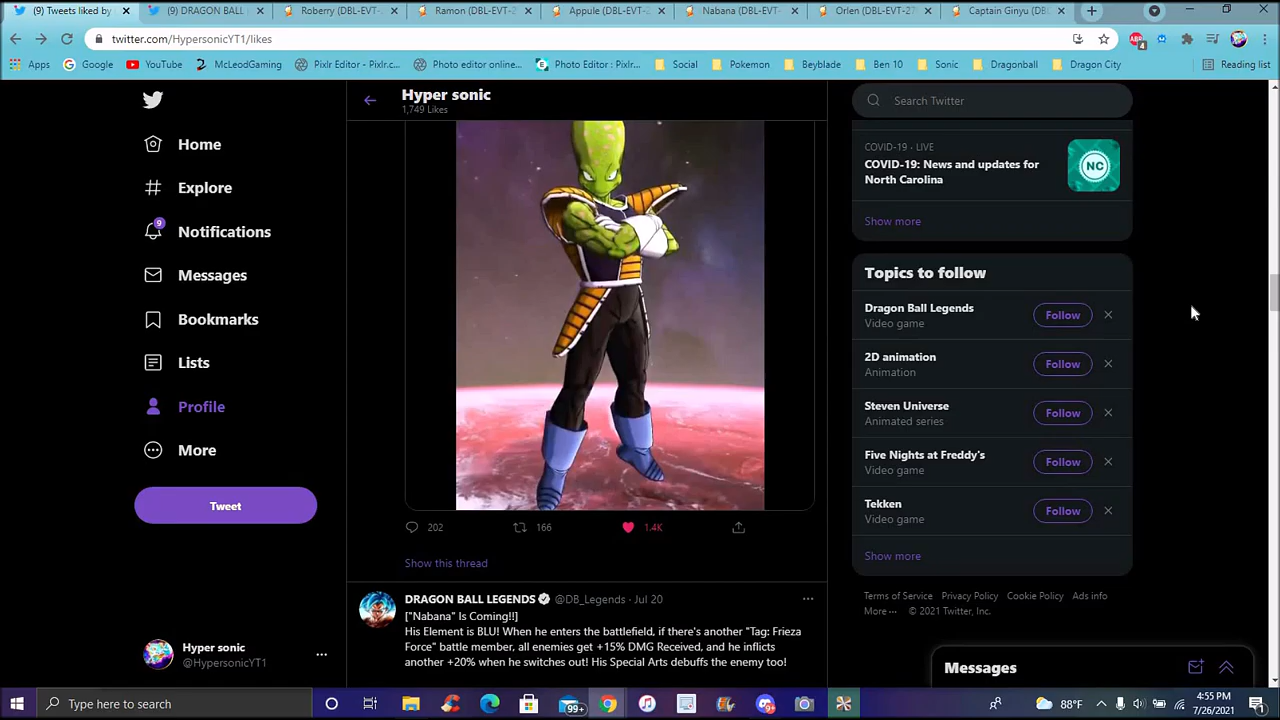 (9) Tweets liked by
(9) DRAGON BALL
Roberry (DBL-EVT-
Ramon (DBL-EVT-2
Appule (DBL-EVT-2
Nabana (DBL-EVT-
Orlen (DBL-EVT-27
Captain Ginyu (DB
twitter.com/HypersonicYT1/likes
4
Apps
Google
YouTube
McLeodGaming
Pixlr Editor - Pixlr.c...
Photo editor online...
Photo Editor : Pixlr...
Social
Pokemon
Beyblade
Ben 10
Sonic
Dragonball
Dragon City
Reading list
Home
Explore
9
Notifications
Messages
Bookmarks
Lists
Profile
More
Tweet
Hyper sonic
@HypersonicYT1
Hyper sonic
1,749 Likes
202
166
1.4K
Show this thread
DRAGON BALL LEGENDS @DB_Legends · Jul 20
["Nabana" Is Coming!!]
His Element is BLU! When he enters the battlefield, if there's another "Tag: Frieza
Force" battle member, all enemies get +15% DMG Received, and he inflicts
another +20% when he switches out! His Special Arts debuffs the enemy too!
Search Twitter
COVID-19 · LIVE
COVID-19: News and updates for
North Carolina
NC
Show more
Topics to follow
Dragon Ball Legends
Video game
Follow
2D animation
Animation
Follow
Steven Universe
Animated series
Follow
Five Nights at Freddy's
Video game
Follow
Tekken
Video game
Follow
Show more
Terms of Service Privacy Policy Cookie Policy Ads info
More ··· © 2021 Twitter, Inc.
Messages
Type here to search
99+
88°F
4:55 PM
7/26/2021